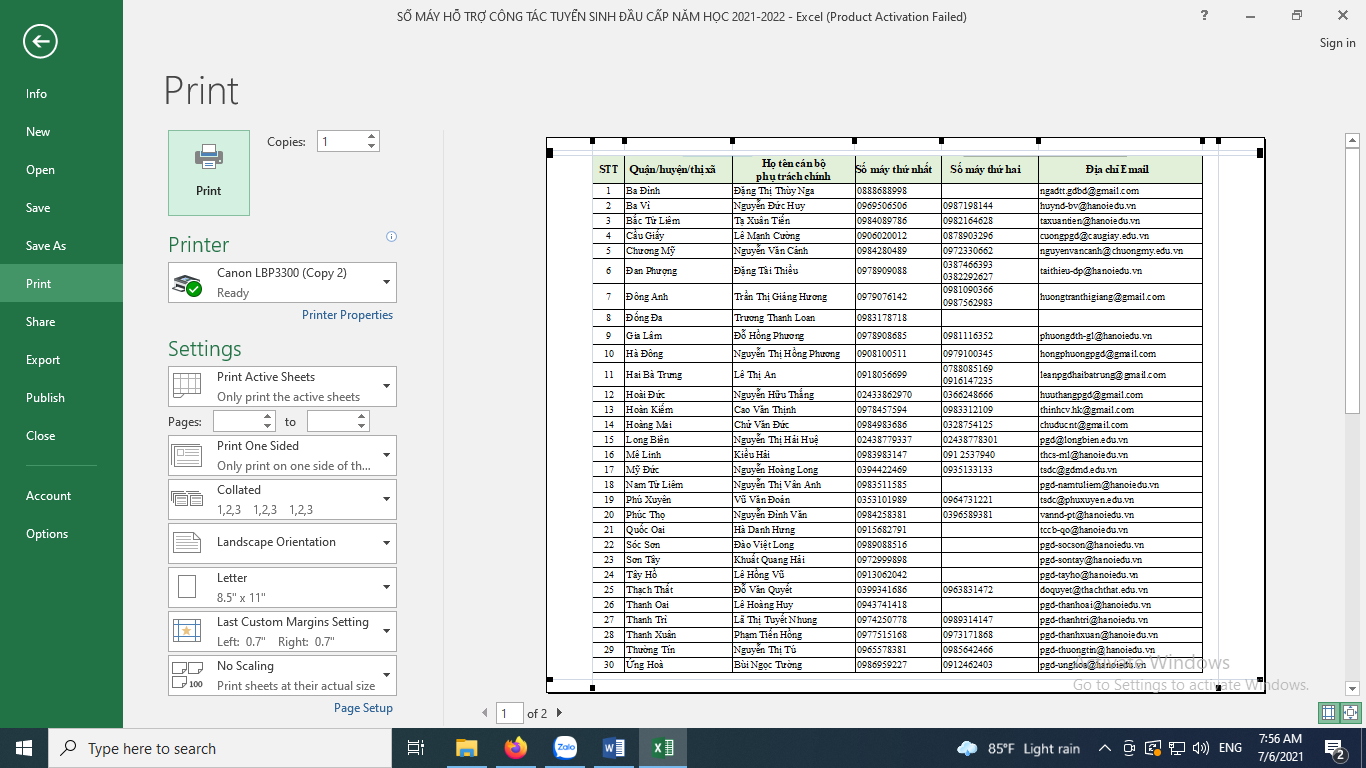 SỐ MÁY HỖ TRỢ CÔNG TÁC TUYỂN SINH ĐẦU CẤP NĂM HỌC 2021-2022 - Excel (Product Activation Failed)
Sign in
Info
New
Open
Save
Save As
Print
Share
Export
Publish
Close
Account
Options
Print
Print
Copies: 1
Printer
Canon LBP3300 (Copy 2)
Ready
Printer Properties
Settings
Print Active Sheets
Only print the active sheets
Pages: to
Print One Sided
Only print on one side of th...
Collated
1,2,3 1,2,3 1,2,3
Landscape Orientation
Letter
8.5" x 11"
Last Custom Margins Setting
Left: 0.7" Right: 0.7"
No Scaling
100
Print sheets at their actual size
Page Setup
STT Quận/huyện/thị xã Họ tên cán bộ phụ trách chính Số máy thứ nhất Số máy thứ hai Địa chỉ Email
1 Ba Đình Đặng Thị Thùy Nga 0888688998 ngadtt.gdbd@gmail.com
2 Ba Vì Nguyễn Đức Huy 0969506506 0987198144 huynd-bv@hanoiedu.vn
3 Bắc Từ Liêm Tạ Xuân Tiến 0984089786 0982164628 taxuantien@hanoiedu.vn
4 Cầu Giấy Lê Mạnh Cường 0906020012 0878903296 cuongpgd@caugiay.edu.vn
5 Chương Mỹ Nguyễn Văn Cảnh 0984280489 0972330662 nguyenvancanh@chuongmy.edu.vn
6 Đan Phượng Đặng Tài Thiều 0978909088 0387466393 0382292627 taithieu-dp@hanoiedu.vn
7 Đông Anh Trần Thị Giáng Hương 0979076142 0981090366 0987562983 huongtranthigiang@gmail.com
8 Đống Đa Trương Thanh Loan 0983178718
9 Gia Lâm Đỗ Hồng Phương 0978908685 0981116352 phuongdth-gl@hanoiedu.vn
10 Hà Đông Nguyễn Thị Hồng Phương 0908100511 0979100345 hongphuongpgd@gmail.com
11 Hai Bà Trưng Lê Thị An 0918056699 0788085169 0916147235 leanpgdhaibatrung@gmail.com
12 Hoài Đức Nguyễn Hữu Thắng 02433862970 0366248666 huuthangpgd@gmail.com
13 Hoàn Kiếm Cao Văn Thịnh 0978457594 0983312109 thinhcv.hk@gmail.com
14 Hoàng Mai Chử Văn Đức 0984983686 0328754125 chuducnt@gmail.com
15 Long Biên Nguyễn Thị Hải Huệ 02438779337 02438778301 pgd@longbien.edu.vn
16 Mê Linh Kiều Hải 0983983147 091 2537940 thcs-ml@hanoiedu.vn
17 Mỹ Đức Nguyễn Hoàng Long 0394422469 0935133133 tsdc@gdmd.edu.vn
18 Nam Từ Liêm Nguyễn Thị Vân Anh 0983511585 pgd-namtuliem@hanoiedu.vn
19 Phú Xuyên Vũ Văn Đoàn 0353101989 0964731221 tsdc@phuxuyen.edu.vn
20 Phúc Thọ Nguyễn Đình Văn 0984258381 0396589381 vannd-pt@hanoiedu.vn
21 Quốc Oai Hà Danh Hưng 0915682791 tccb-qo@hanoiedu.vn
22 Sóc Sơn Đào Việt Long 0989088516 pgd-socson@hanoiedu.vn
23 Sơn Tây Khuất Quang Hải 0972999898 pgd-sontay@hanoiedu.vn
24 Tây Hồ Lê Hồng Vũ 0913062042 pgd-tayho@hanoiedu.vn
25 Thạch Thất Đỗ Văn Quyết 0399341686 0963831472 doquyet@thachthat.edu.vn
26 Thanh Oai Lê Hoàng Huy 0943741418 pgd-thanhoai@hanoiedu.vn
27 Thanh Trì Lã Thị Tuyết Nhung 0974250778 0989314147 pgd-thanhtri@hanoiedu.vn
28 Thanh Xuân Phạm Tiến Hồng 0977515168 0973171868 pgd-thanhxuan@hanoiedu.vn
29 Thường Tín Nguyễn Thị Tú 0965578381 0985642466 pgd-thuongtin@hanoiedu.vn
30 Ứng Hoà Bùi Ngọc Tường 0986959227 0912462403 pgd-unghoa@hanoiedu.vn
Activate Windows
Go to Settings to activate Windows.
1 of 2
Type here to search
Zalo
85°F Light rain
ENG
7:56 AM
7/6/2021
2